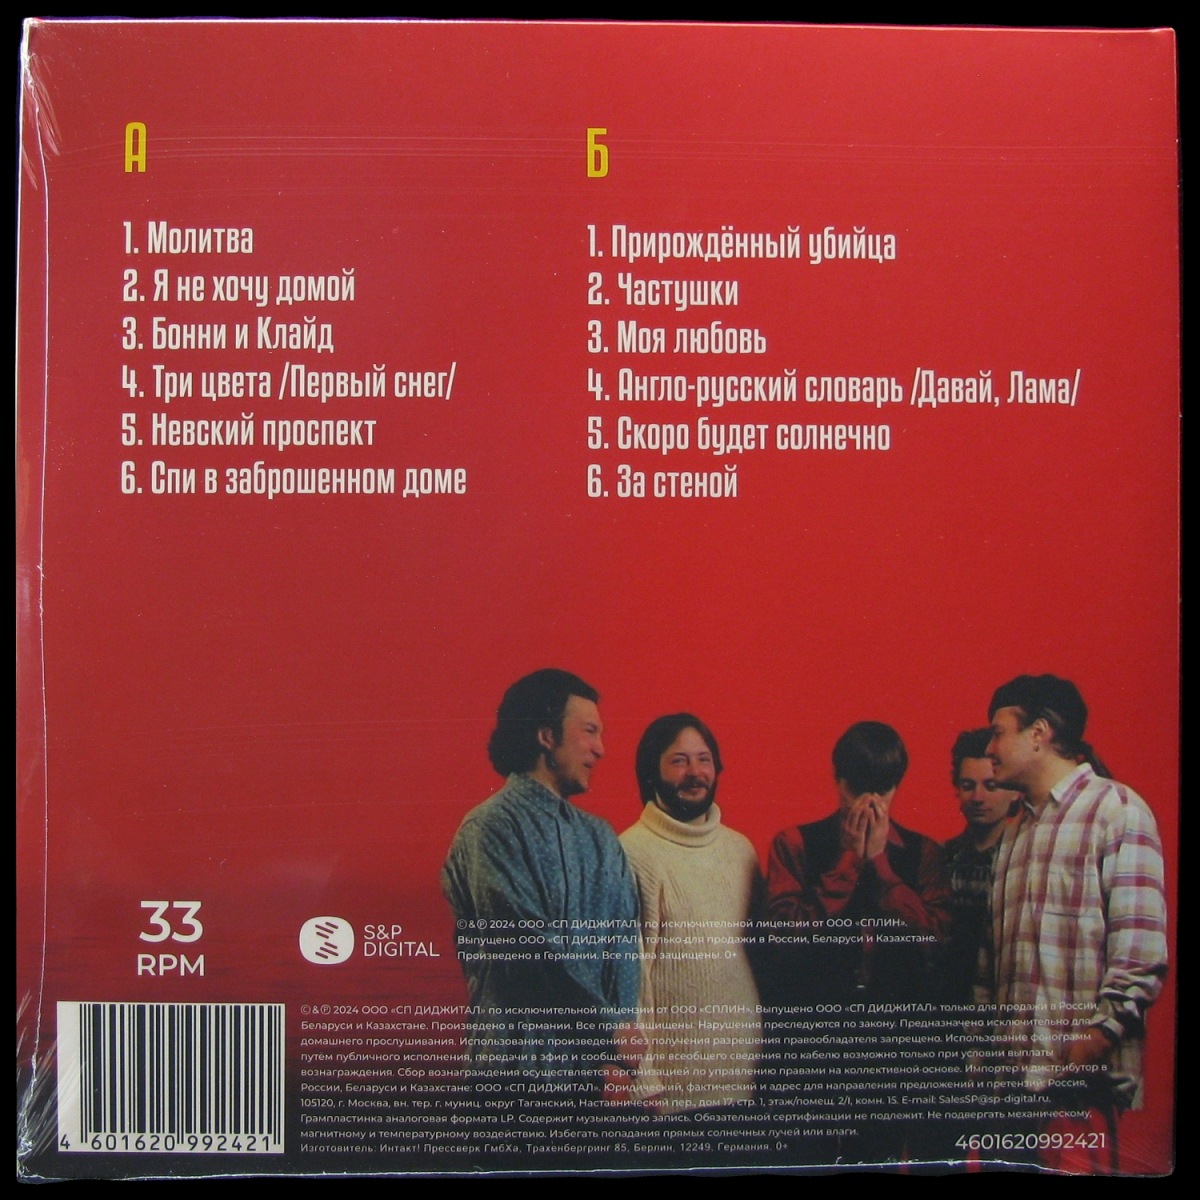 А
1. Молитва
2. Я не хочу домой
3. Бонни и Клайд
4. Три цвета /Первый снег/
5. Невский проспект
6. Спи в заброшенном доме
Б
1. Прирождённый убийца
2. Частушки
3. Моя любовь
4. Англо-русский словарь /Давай, Лама/
5. Скоро будет солнечно
6. За стеной
33
RPM
S&P
DIGITAL
©&℗ 2024 ООО «СП ДИДЖИТАЛ» по исключительной лицензии от ООО «СПЛИН».
Выпущено ООО «СП ДИДЖИТАЛ» только для продажи в России, Беларуси и Казахстане.
Произведено в Германии. Все права защищены. 0+
©&℗ 2024 ООО «СП ДИДЖИТАЛ» по исключительной лицензии от ООО «СПЛИН». Выпущено ООО «СП ДИДЖИТАЛ» только для продажи в России,
Беларуси и Казахстане. Произведено в Германии. Все права защищены. Нарушения преследуются по закону. Предназначено исключительно для
домашнего прослушивания. Использование произведений без получения разрешения правообладателя запрещено. Использование фонограмм
путём публичного исполнения, передачи в эфир и сообщения для всеобщего сведения по кабелю возможно только при условии выплаты
вознаграждения. Сбор вознаграждения осуществляется организацией по управлению правами на коллективной основе. Импортер и дистрибутор в
России, Беларуси и Казахстане: ООО «СП ДИДЖИТАЛ». Юридический, фактический и адрес для направления предложений и претензий: Россия,
105120, г. Москва, вн. тер. г. муниц. округ Таганский, Наставнический пер., дом 17, стр. 1, этаж/помещ. 2/I, комн. 15. E-mail: SalesSP@sp-digital.ru.
Грампластинка аналоговая формата LP. Содержит музыкальную запись. Обязательной сертификации не подлежит. Не подвергать механическому,
магнитному и температурному воздействию. Избегать попадания прямых солнечных лучей или влаги.
Изготовитель: Интакт! Прессверк ГмбХа, Трахенбергринг 85, Берлин, 12249, Германия. 0+
4 601620 992421
4601620992421